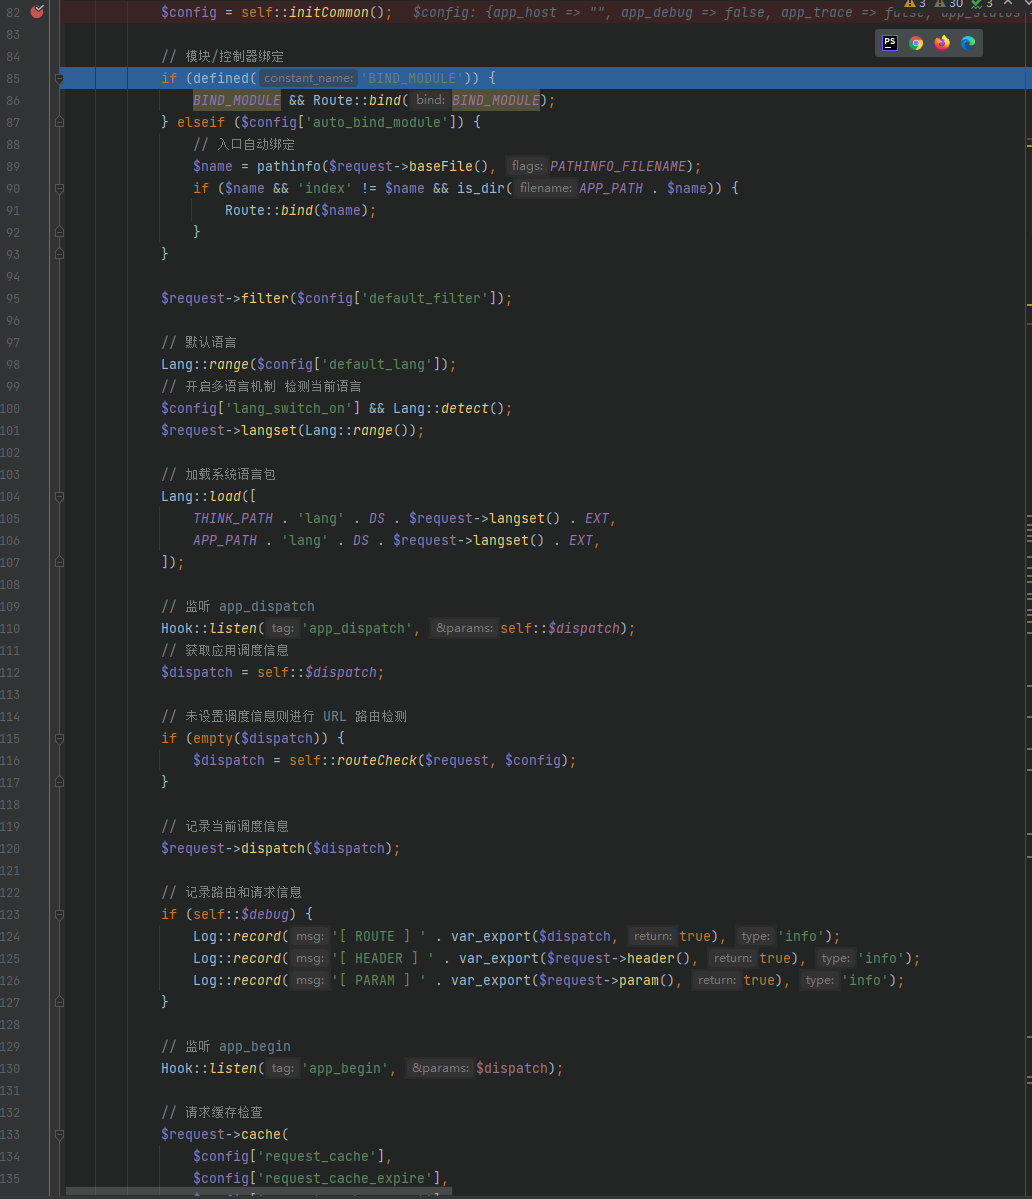 3 30 3
82 $config = self::initCommon(); $config: {app_host => "", app_debug => false, app_trace => false, app_status
83
84 // 模块/控制器绑定
85 if (defined( constant_name: 'BIND_MODULE')) {
86 BIND_MODULE && Route::bind( bind: BIND_MODULE);
87 } elseif ($config['auto_bind_module']) {
88 // 入口自动绑定
89 $name = pathinfo($request->baseFile(), flags: PATHINFO_FILENAME);
90 if ($name && 'index' != $name && is_dir( filename: APP_PATH . $name)) {
91 Route::bind($name);
92 }
93 }
94
95 $request->filter($config['default_filter']);
96
97 // 默认语言
98 Lang::range($config['default_lang']);
99 // 开启多语言机制 检测当前语言
100 $config['lang_switch_on'] && Lang::detect();
101 $request->langset(Lang::range());
102
103 // 加载系统语言包
104 Lang::load([
105 THINK_PATH . 'lang' . DS . $request->langset() . EXT,
106 APP_PATH . 'lang' . DS . $request->langset() . EXT,
107 ]);
108
109 // 监听 app_dispatch
110 Hook::listen( tag: 'app_dispatch', &params: self::$dispatch);
111 // 获取应用调度信息
112 $dispatch = self::$dispatch;
113
114 // 未设置调度信息则进行 URL 路由检测
115 if (empty($dispatch)) {
116 $dispatch = self::routeCheck($request, $config);
117 }
118
119 // 记录当前调度信息
120 $request->dispatch($dispatch);
121
122 // 记录路由和请求信息
123 if (self::$debug) {
124 Log::record( msg: '[ ROUTE ] ' . var_export($dispatch, return: true), type: 'info');
125 Log::record( msg: '[ HEADER ] ' . var_export($request->header(), return: true), type: 'info');
126 Log::record( msg: '[ PARAM ] ' . var_export($request->param(), return: true), type: 'info');
127 }
128
129 // 监听 app_begin
130 Hook::listen( tag: 'app_begin', &params: $dispatch);
131
132 // 请求缓存检查
133 $request->cache(
134 $config['request_cache'],
135 $config['request_cache_expire'],